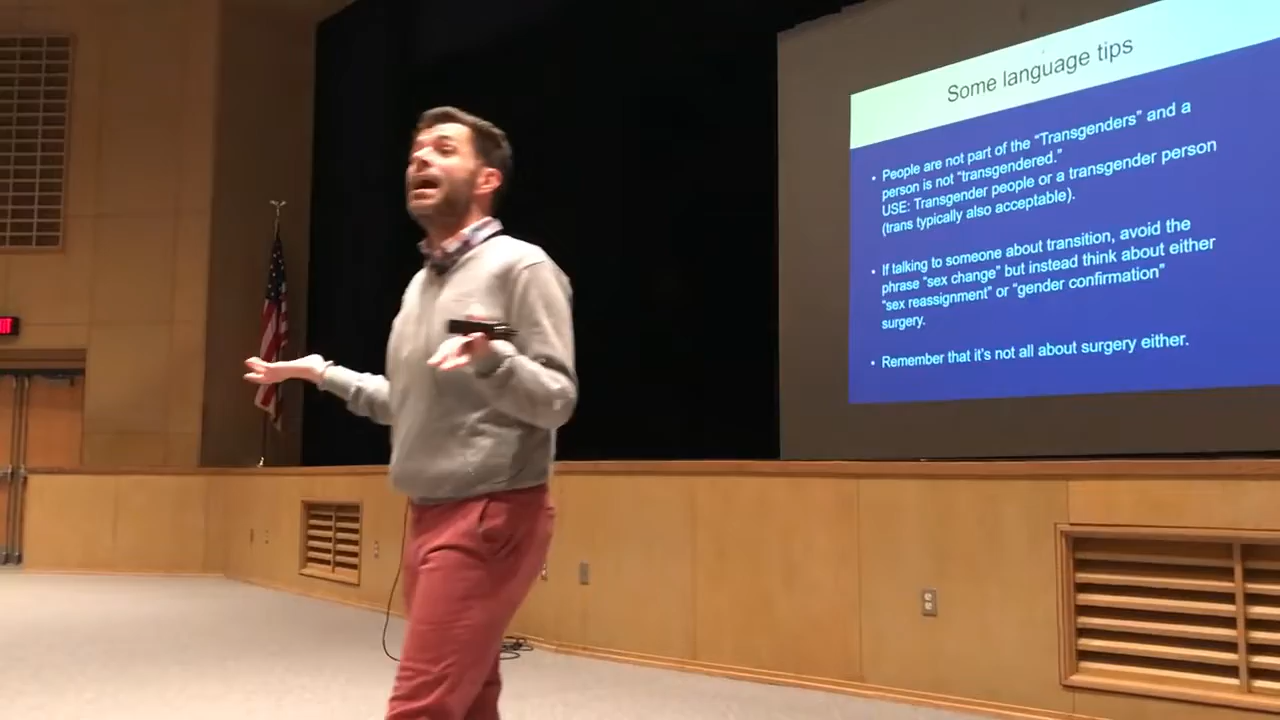 Some language tips
• People are not part of the “Transgenders” and a
person is not “transgendered.”
USE: Transgender people or a transgender person
(trans typically also acceptable).
• If talking to someone about transition, avoid the
phrase “sex change” but instead think about either
“sex reassignment” or “gender confirmation”
surgery.
• Remember that it’s not all about surgery either.